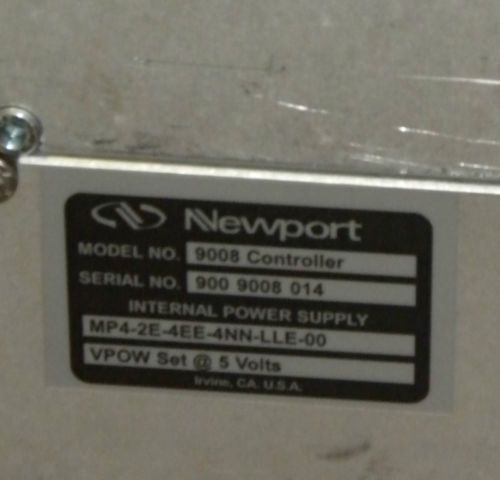 Newport
MODEL NO. 9008 Controller
SERIAL NO. 900 9008 014
INTERNAL POWER SUPPLY
MP4-2E-4EE-4NN-LLE-00
VPOW Set @ 5 Volts
Irvine, CA. U.S.A.